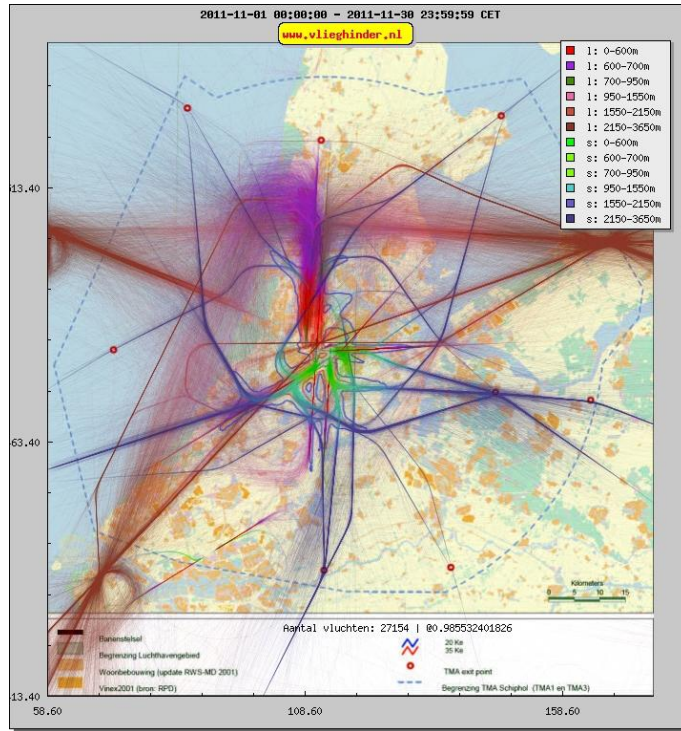 2011-11-01 00:00:00 - 2011-11-30 23:59:59 CET
www.vlieghinder.nl
l: 0-600m
l: 600-700m
l: 700-950m
l: 950-1550m
l: 1550-2150m
l: 2150-3650m
s: 0-600m
s: 600-700m
s: 700-950m
s: 950-1550m
s: 1550-2150m
s: 2150-3650m
13.40
63.40
Kilometers
0 5 10 15
Aantal vluchten: 27154 | @0.985532401826
Banenstelsel
Begrenzing Luchthavengebied
Woonbebouwing (update RWS-MD 2001)
Vinex2001 (bron: RPD)
20 Ke
35 Ke
TMA exit point
Begrenzing TMA Schiphol (TMA1 en TMA3)
13.40
58.60 108.60 158.60